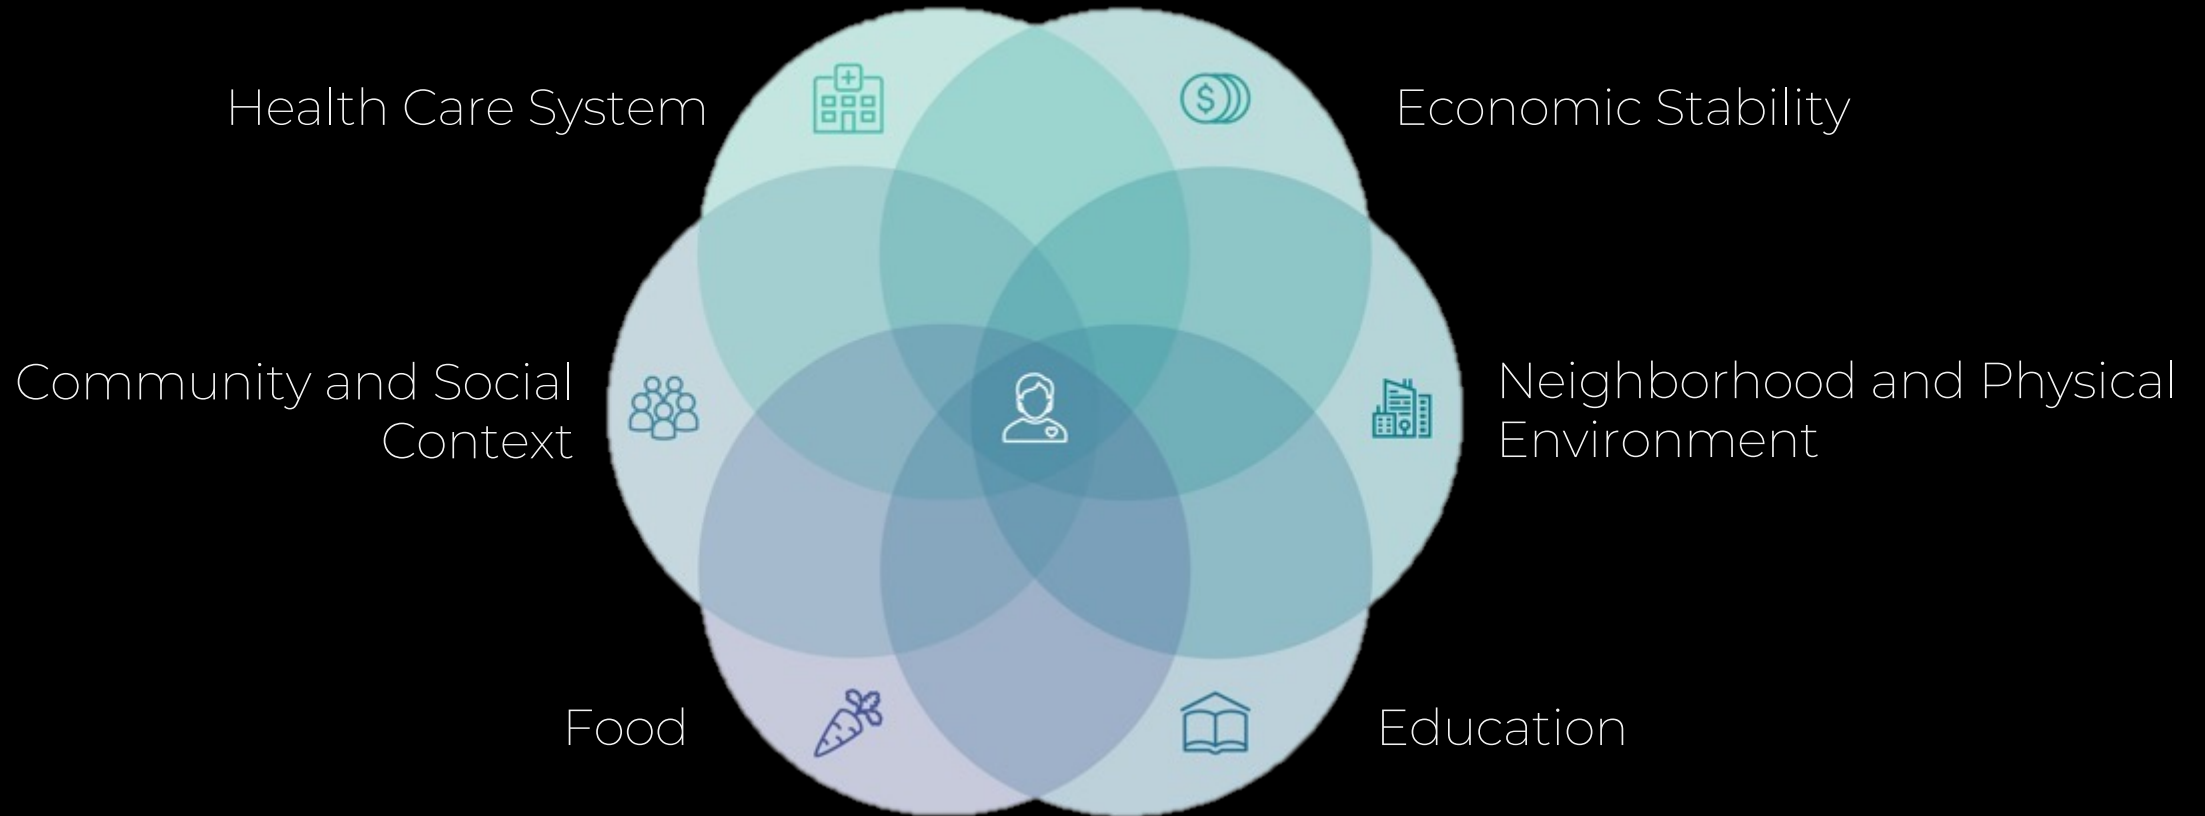 Health Care System
Economic Stability
Community and Social
Context
Neighborhood and Physical
Environment
Food
Education
$